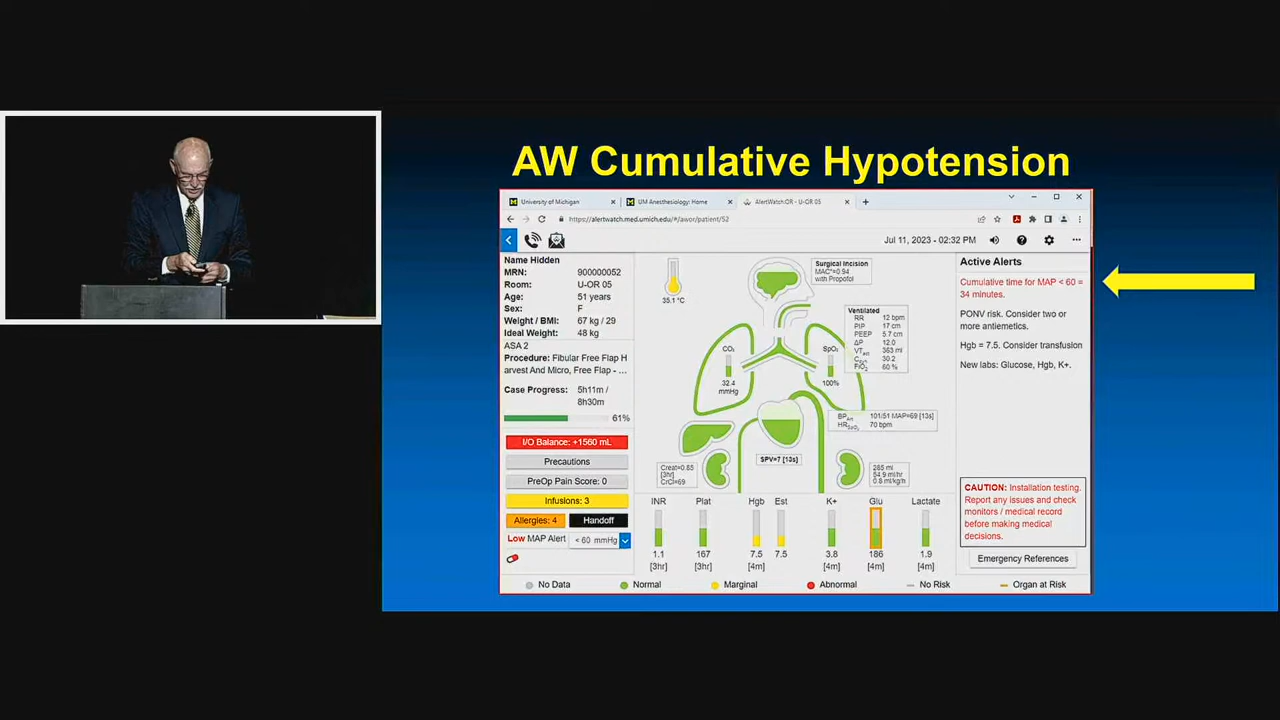 AW Cumulative Hypotension
University of Michigan
UM Anesthesiology: Home
AlertWatch:OR - U-OR 05
https://alertwatch.med.umich.edu/#/awor/patient/52
Jul 11, 2023 - 02:32 PM
Name Hidden
MRN: 900000052
Room: U-OR 05
Age: 51 years
Sex: F
Weight / BMI: 67 kg / 29
Ideal Weight: 48 kg
ASA 2
Procedure: Fibular Free Flap H
arvest And Micro, Free Flap - ...
Case Progress: 5h11m /
8h30m
61%
I/O Balance: +1560 mL
Precautions
PreOp Pain Score: 0
Infusions: 3
Allergies: 4
Handoff
Low MAP Alert < 60 mmHg
35.1 °C
Surgical Incision
MAC*=0.94
with Propofol
Ventilated
RR 12 bpm
PIP 17 cm
PEEP 5.7 cm
ΔP 12.0
VT 363 ml
30.2
FiO2 60 %
CO2
32.4
mmHg
SpO2
100%
BPArt 101/51 MAP=69 [13s]
HRSpO2 70 bpm
SPV=7 [13s]
Creat=0.85
[3hr]
CrCl=69
285 ml
54.9 ml/hr
0.8 ml/kg/h
INR Plat Hgb Est K+ Glu Lactate
1.1 167 7.5 7.5 3.8 186 1.9
[3hr] [3hr] [4m] [4m] [4m] [4m]
Active Alerts
Cumulative time for MAP < 60 =
34 minutes.
PONV risk. Consider two or
more antiemetics.
Hgb = 7.5. Consider transfusion
New labs: Glucose, Hgb, K+.
CAUTION: Installation testing.
Report any issues and check
monitors / medical record
before making medical
decisions.
Emergency References
No Data Normal Marginal Abnormal No Risk Organ at Risk